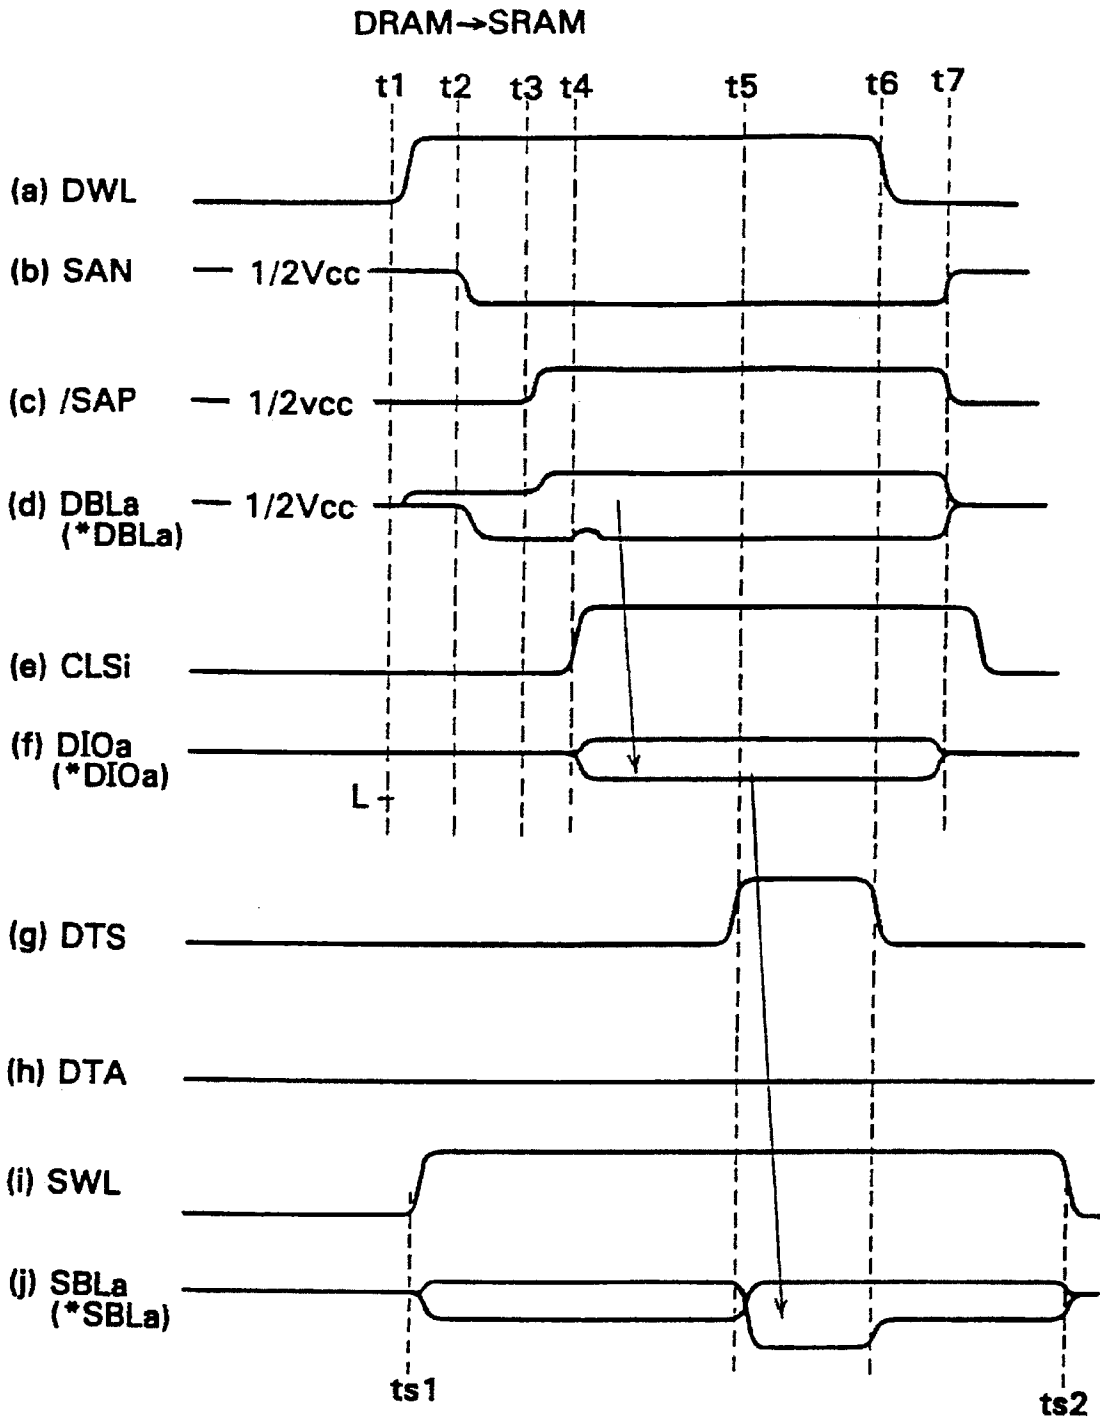 DRAM→SRAM
t1 t2 t3 t4 t5 t6 t7
(a) DWL
(b) SAN — 1/2Vcc
(c) /SAP — 1/2vcc
(d) DBLa — 1/2Vcc
(*DBLa)
(e) CLSi
(f) DIOa
(*DIOa)
L
(g) DTS
(h) DTA
(i) SWL
(j) SBLa
(*SBLa)
ts1 ts2